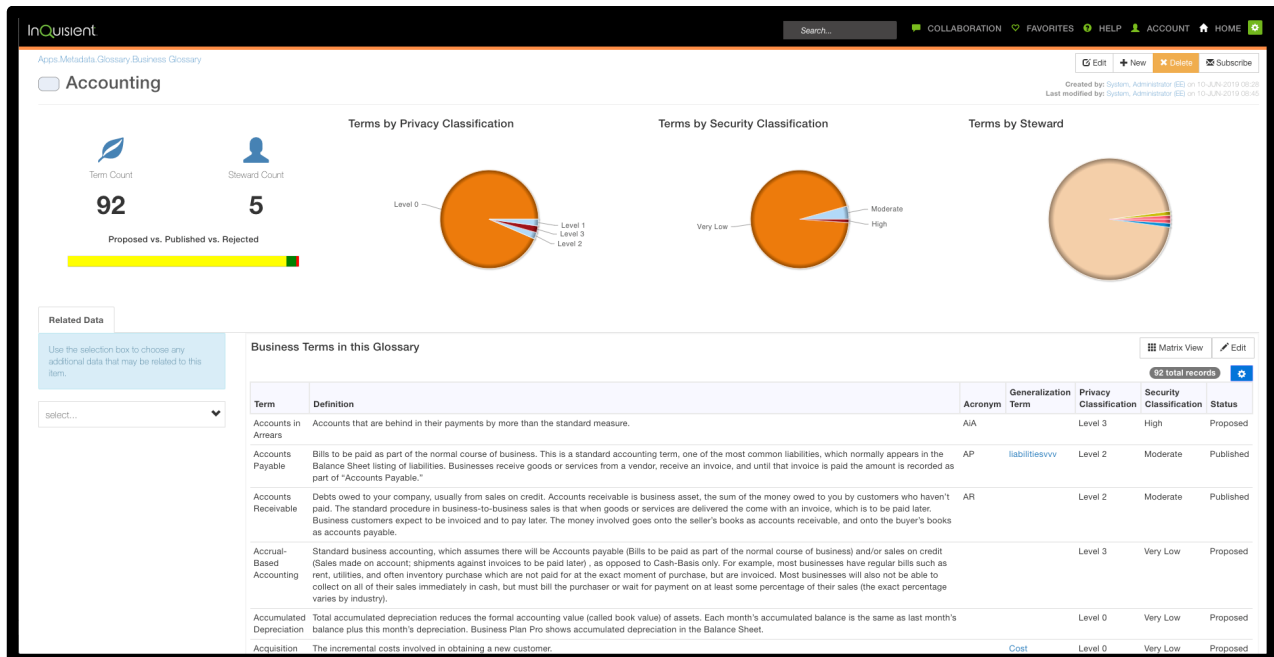 InQuisient
Search...
COLLABORATION FAVORITES HELP ACCOUNT HOME
Apps.Metadata.Glossary.Business Glossary
Edit New Delete Subscribe
Accounting
Created by: System, Administrator (EE) on 10-JUN-2019 08:28
Last modified by: System, Administrator (EE) on 10-JUN-2019 08:45
Term Count
92
Steward Count
5
Proposed vs. Published vs. Rejected
Terms by Privacy Classification
Level 0
Level 1
Level 3
Level 2
Terms by Security Classification
Very Low
Moderate
High
Terms by Steward
Related Data
Use the selection box to choose any
additional data that may be related to this
item.
select...
Business Terms in this Glossary
Matrix View Edit
92 total records
Term Definition Acronym Generalization Term Privacy Classification Security Classification Status
Accounts in Arrears Accounts that are behind in their payments by more than the standard measure. AiA Level 3 High Proposed
Accounts Payable Bills to be paid as part of the normal course of business. This is a standard accounting term, one of the most common liabilities, which normally appears in the AP liabilitiesvvv Level 2 Moderate Published
Balance Sheet listing of liabilities. Businesses receive goods or services from a vendor, receive an invoice, and until that invoice is paid the amount is recorded as
part of “Accounts Payable.”
Accounts Receivable Debts owed to your company, usually from sales on credit. Accounts receivable is business asset, the sum of the money owed to you by customers who haven’t AR Level 2 Moderate Published
paid. The standard procedure in business-to-business sales is that when goods or services are delivered the come with an invoice, which is to be paid later.
Business customers expect to be invoiced and to pay later. The money involved goes onto the seller’s books as accounts receivable, and onto the buyer’s books
as accounts payable.
Accrual-Based Accounting Standard business accounting, which assumes there will be Accounts payable (Bills to be paid as part of the normal course of business) and/or sales on credit Level 3 Very Low Proposed
(Sales made on account; shipments against invoices to be paid later) , as opposed to Cash-Basis only. For example, most businesses have regular bills such as
rent, utilities, and often inventory purchase which are not paid for at the exact moment of purchase, but are invoiced. Most businesses will also not be able to
collect on all of their sales immediately in cash, but must bill the purchaser or wait for payment on at least some percentage of their sales (the exact percentage
varies by industry).
Accumulated Depreciation Total accumulated depreciation reduces the formal accounting value (called book value) of assets. Each month’s accumulated balance is the same as last month’s Level 0 Very Low Proposed
balance plus this month’s depreciation. Business Plan Pro shows accumulated depreciation in the Balance Sheet.
Acquisition The incremental costs involved in obtaining a new customer. Cost Level 0 Very Low Proposed